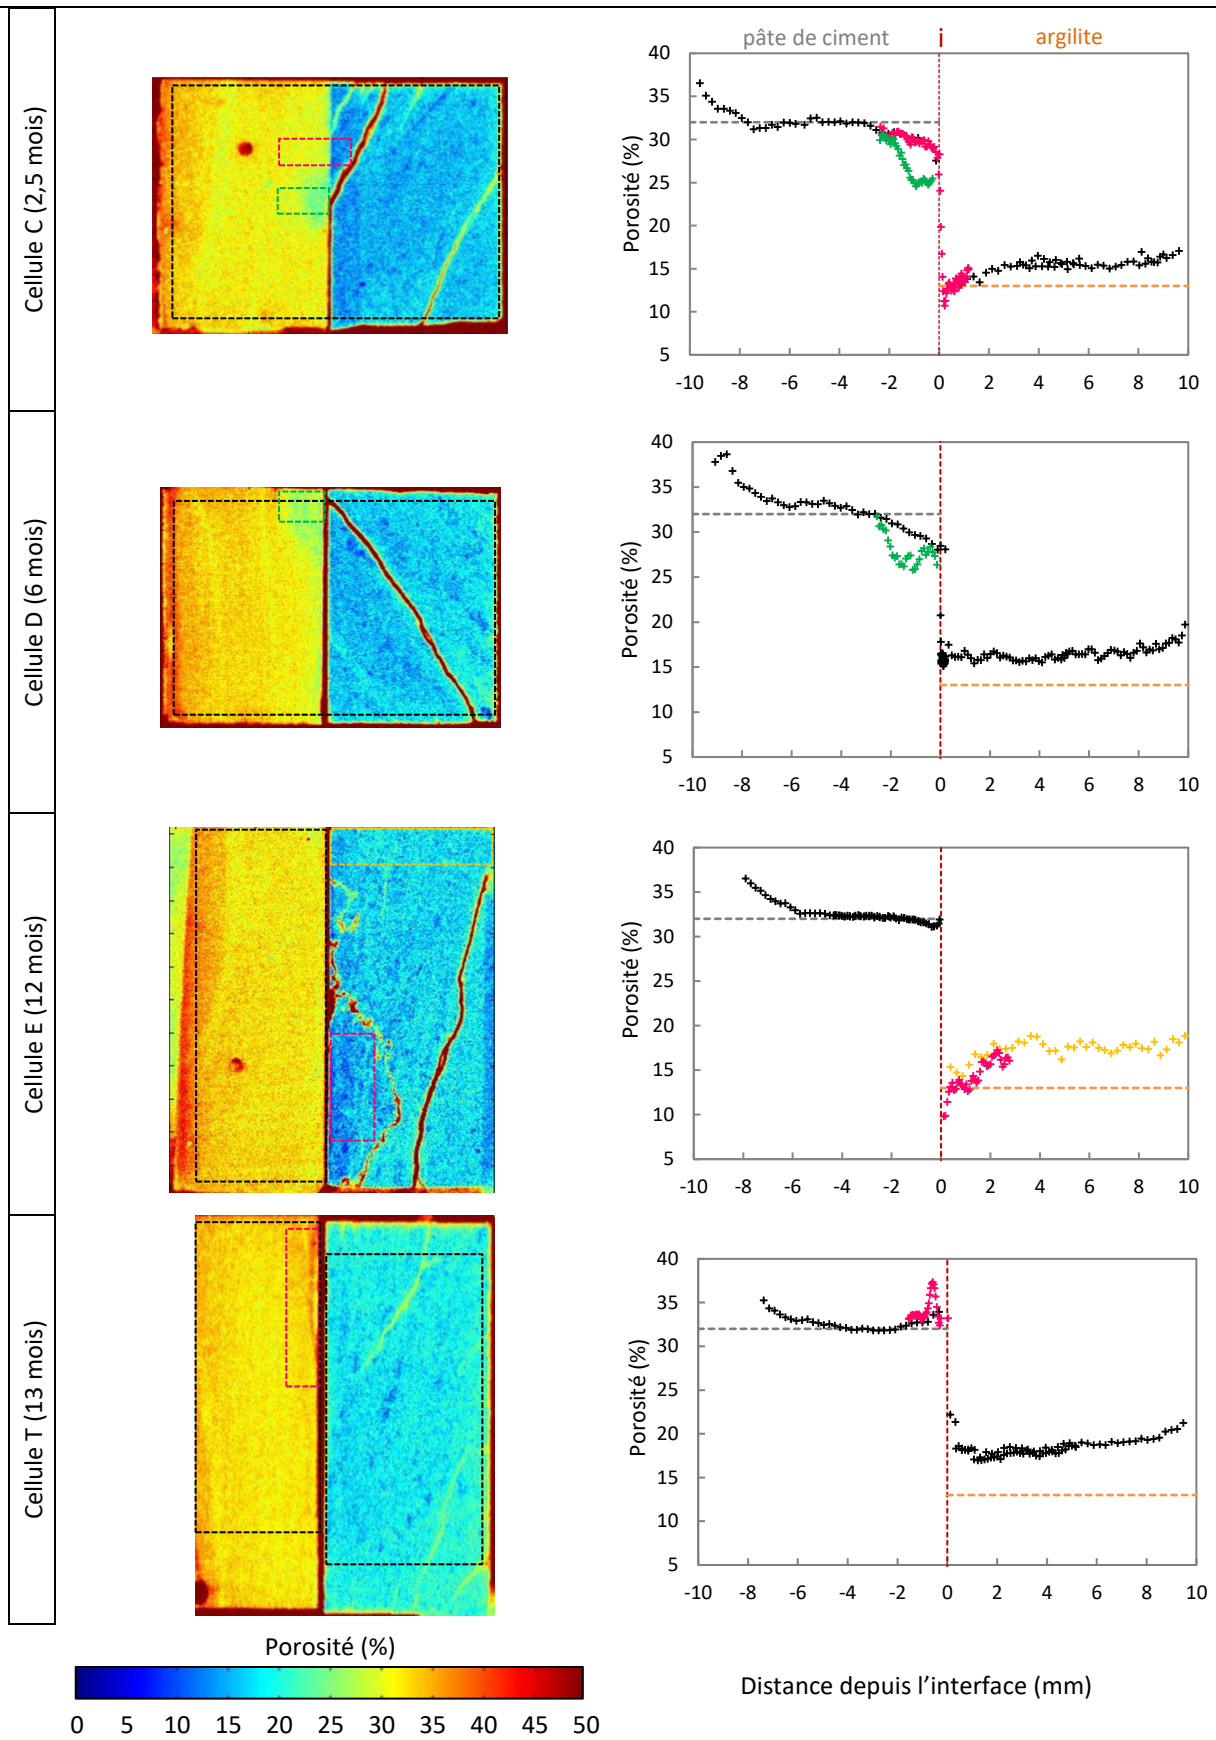 pâte de ciment i argilite
Cellule C (2,5 mois)
Porosité (%)
40
35
30
25
20
15
10
5
-10 -8 -6 -4 -2 0 2 4 6 8 10
Cellule D (6 mois)
Porosité (%)
40
35
30
25
20
15
10
5
-10 -8 -6 -4 -2 0 2 4 6 8 10
Cellule E (12 mois)
Porosité (%)
40
35
30
25
20
15
10
5
-10 -8 -6 -4 -2 0 2 4 6 8 10
Cellule T (13 mois)
Porosité (%)
40
35
30
25
20
15
10
5
-10 -8 -6 -4 -2 0 2 4 6 8 10
Porosité (%)
0 5 10 15 20 25 30 35 40 45 50
Distance depuis l’interface (mm)